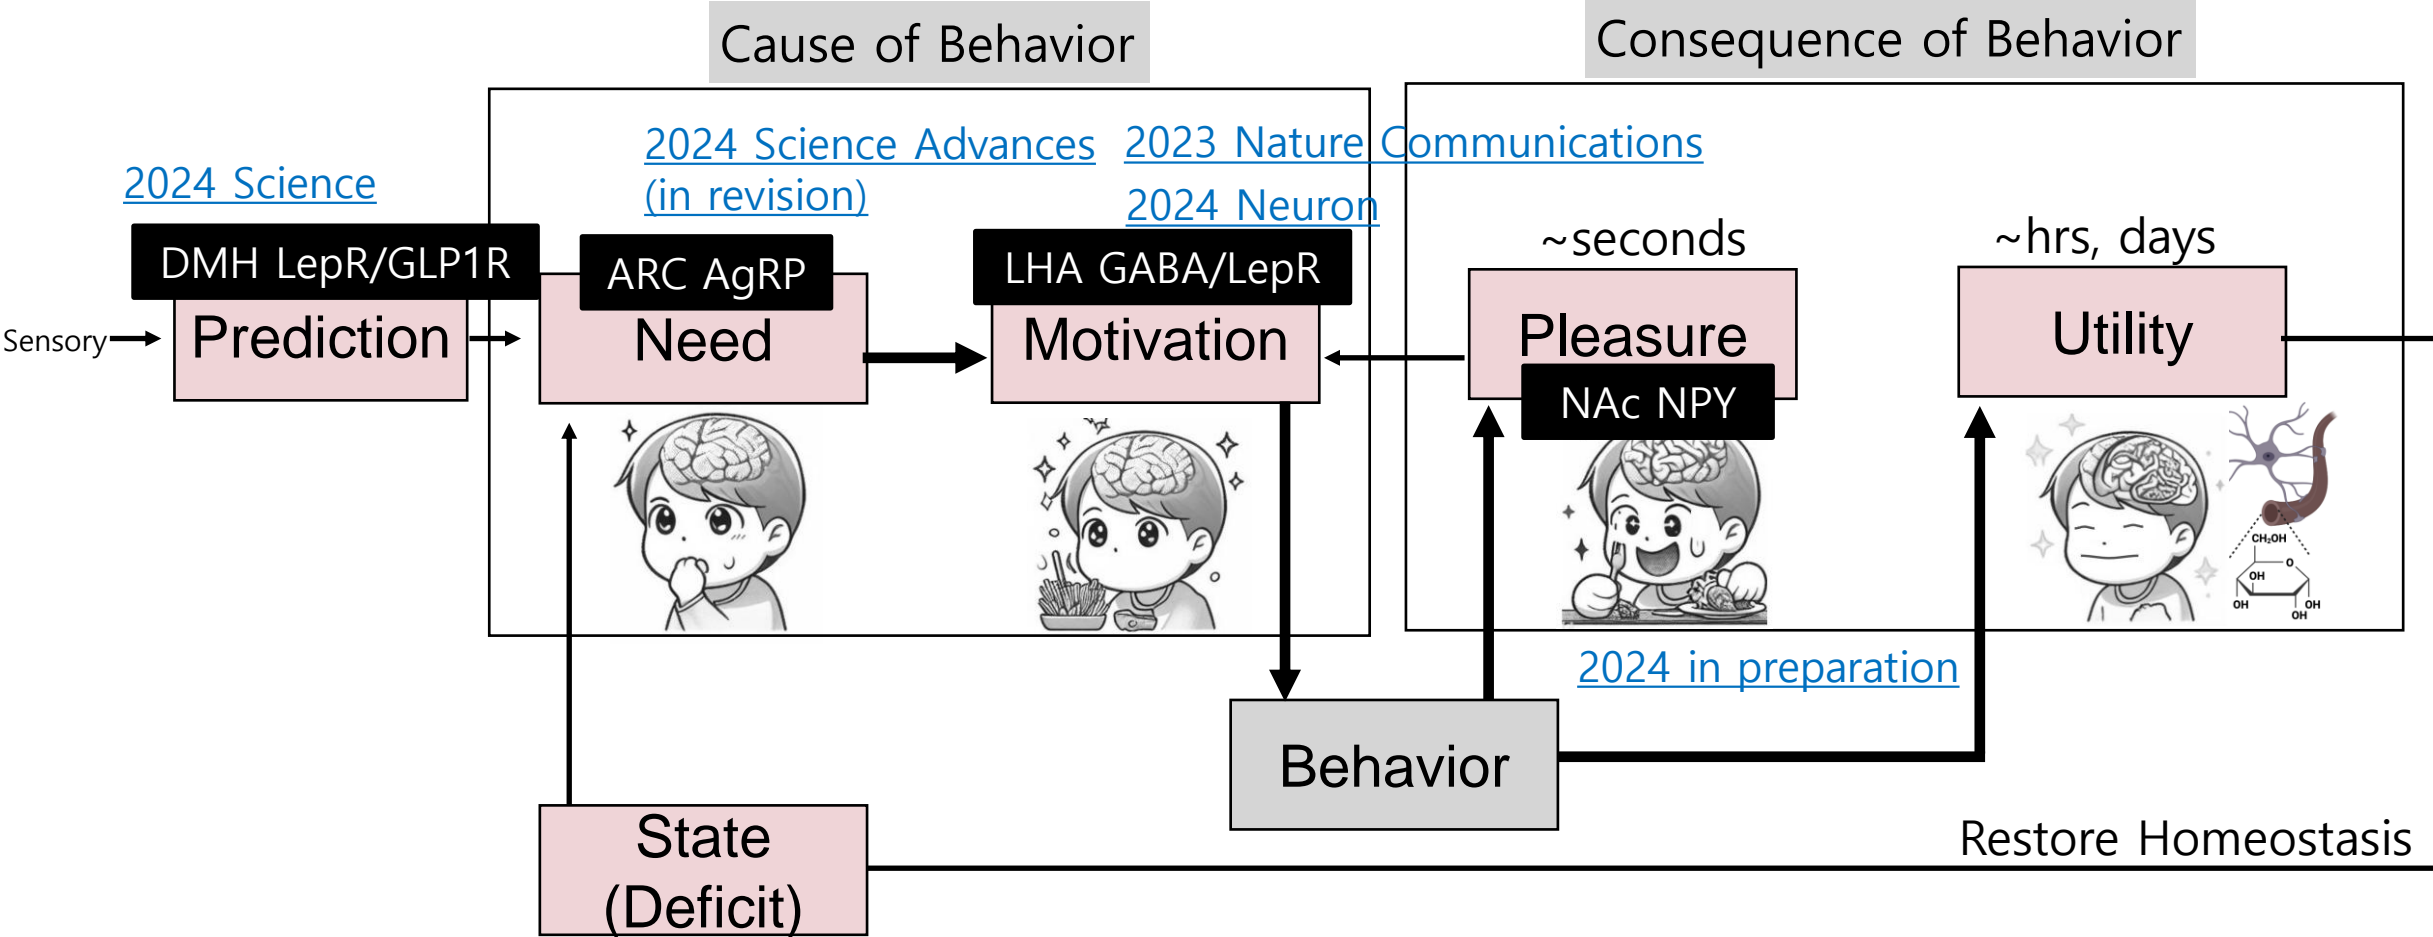 Cause of Behavior
Consequence of Behavior
2024 Science
2024 Science Advances
(in revision)
2023 Nature Communications
2024 Neuron
~seconds
~hrs, days
DMH LepR/GLP1R
ARC AgRP
LHA GABA/LepR
Sensory
Prediction
Need
Motivation
Pleasure
NAc NPY
Utility
CH₂OH
O
OH
OH
OH
OH
2024 in preparation
Behavior
State
(Deficit)
Restore Homeostasis